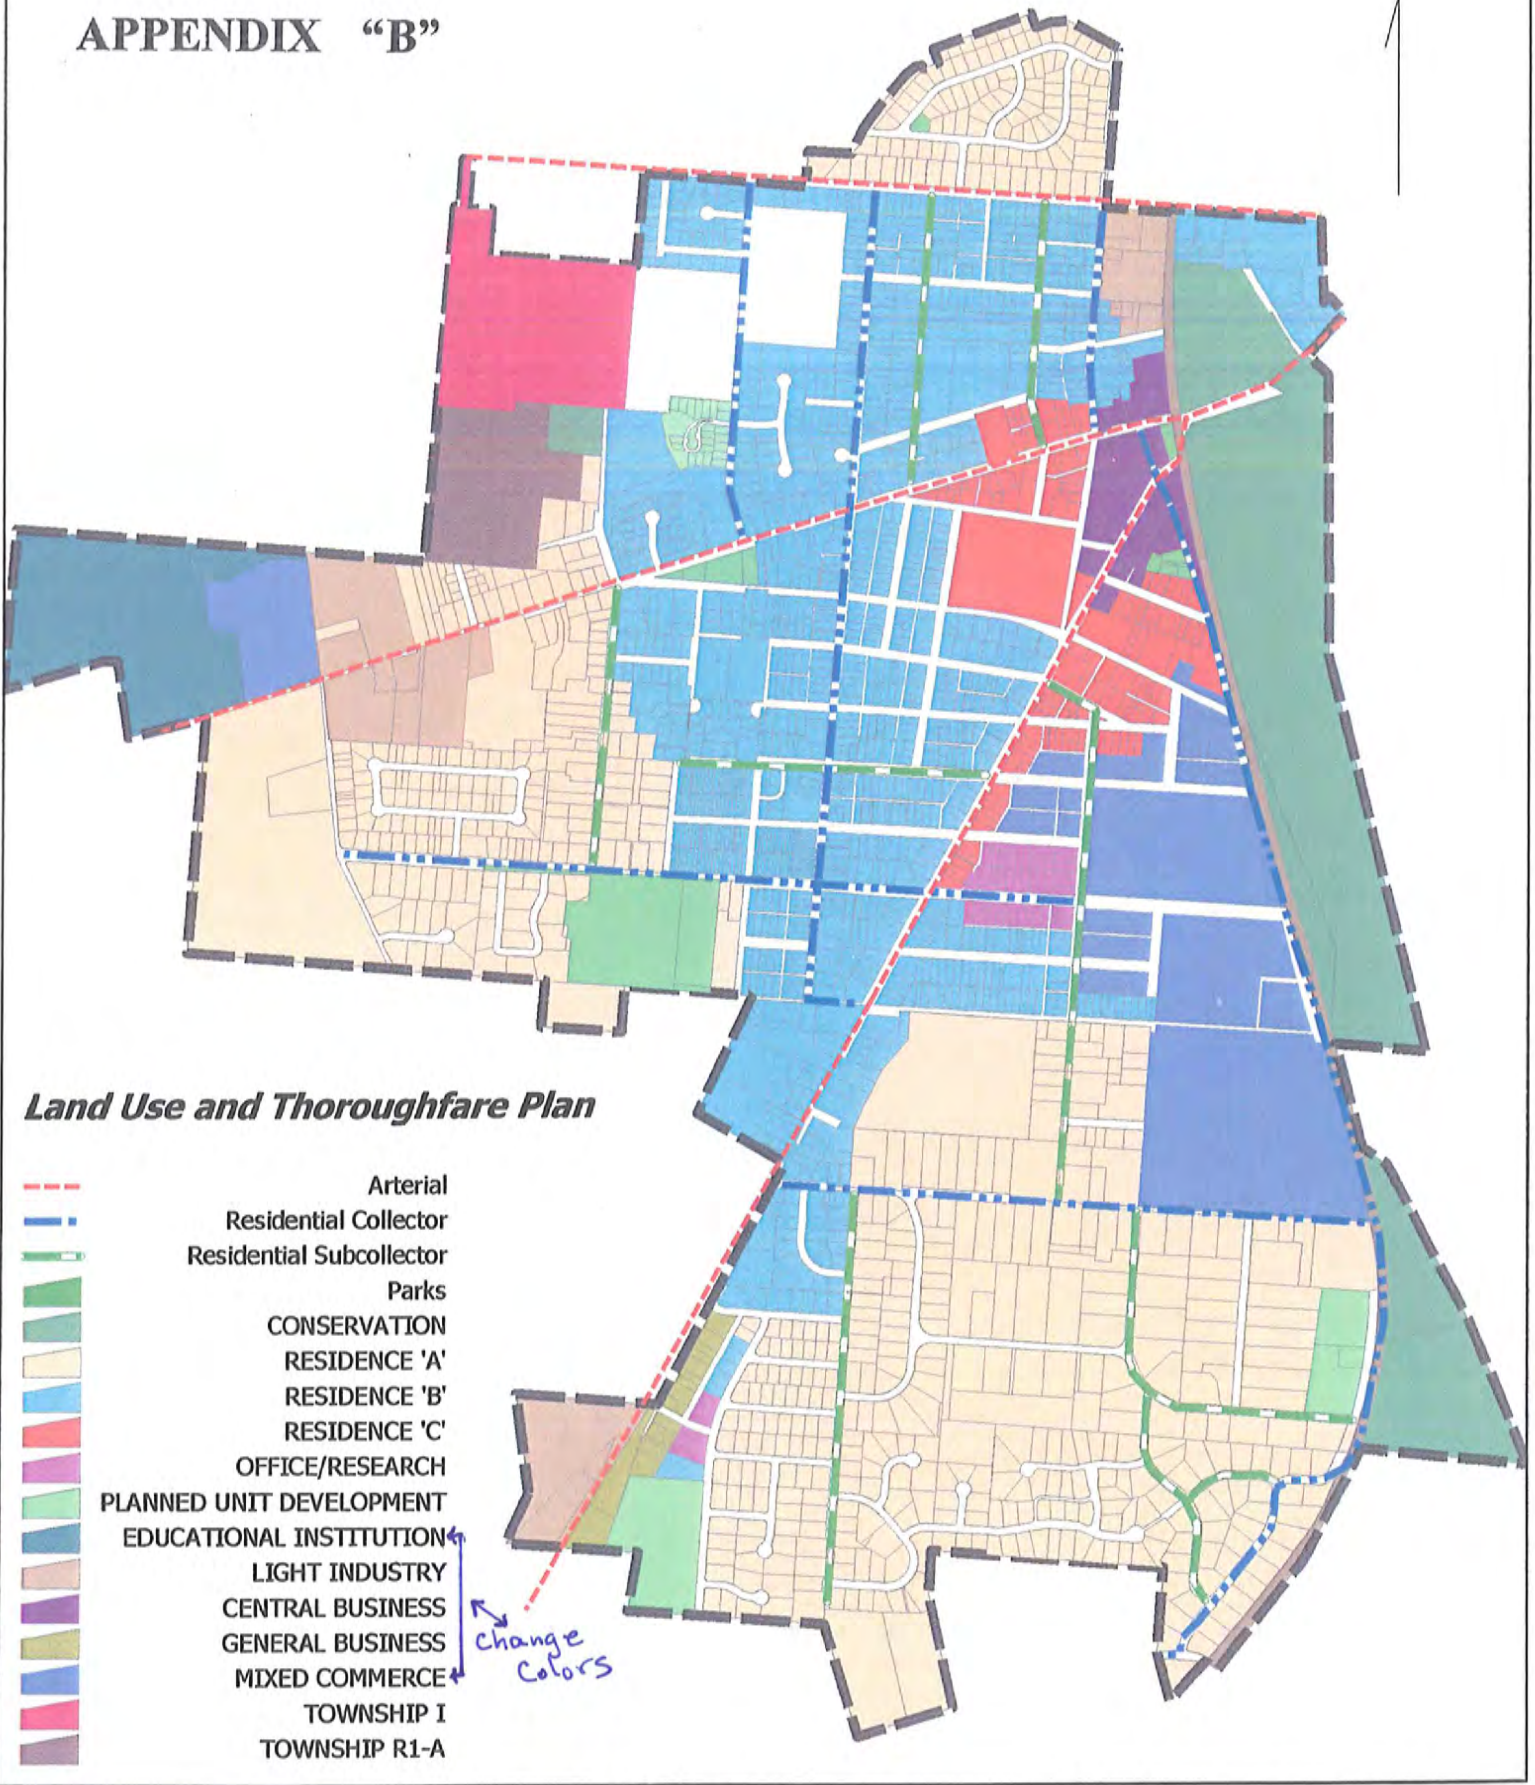 APPENDIX “B”
Land Use and Thoroughfare Plan
Arterial
Residential Collector
Residential Subcollector
Parks
CONSERVATION
RESIDENCE 'A'
RESIDENCE 'B'
RESIDENCE 'C'
OFFICE/RESEARCH
PLANNED UNIT DEVELOPMENT
EDUCATIONAL INSTITUTION
LIGHT INDUSTRY
CENTRAL BUSINESS
GENERAL BUSINESS
MIXED COMMERCE
TOWNSHIP I
TOWNSHIP R1-A
Change
Colors